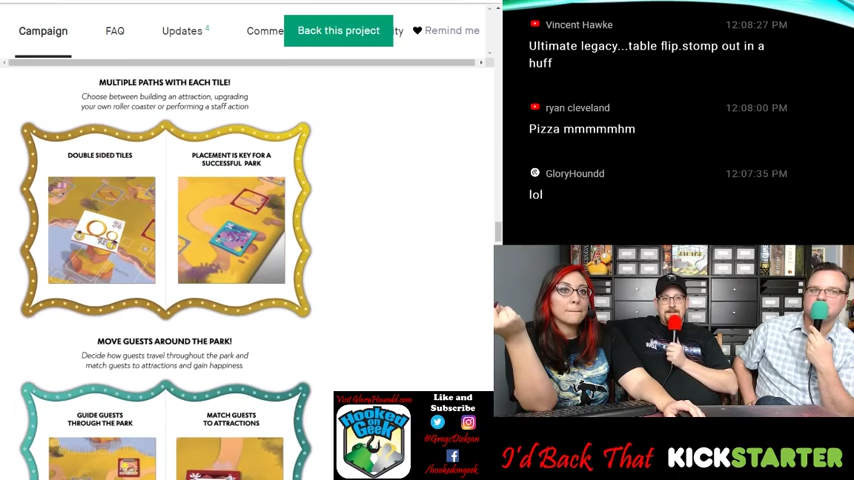 Campaign
FAQ
Updates 4
Comme
Back this project
ity
Remind me
MULTIPLE PATHS WITH EACH TILE!
Choose between building an attraction, upgrading
your own roller coaster or performing a staff action
DOUBLE SIDED TILES
PLACEMENT IS KEY FOR A
SUCCESSFUL PARK
MOVE GUESTS AROUND THE PARK!
Decide how guests travel throughout the park and
match guests to attractions and gain happiness
GUIDE GUESTS
THROUGH THE PARK
MATCH GUESTS
TO ATTRACTIONS
Visit GloryHoundd.com
Hooked
on
Geek
Like and
Subscribe
@GregoDickson
/hookedongeek
Vincent Hawke
12:08:27 PM
Ultimate legacy...table flip.stomp out in a
huff
ryan cleveland
12:08:00 PM
Pizza mmmmmhm
GloryHoundd
12:07:35 PM
lol
I'd Back That KICKSTARTER